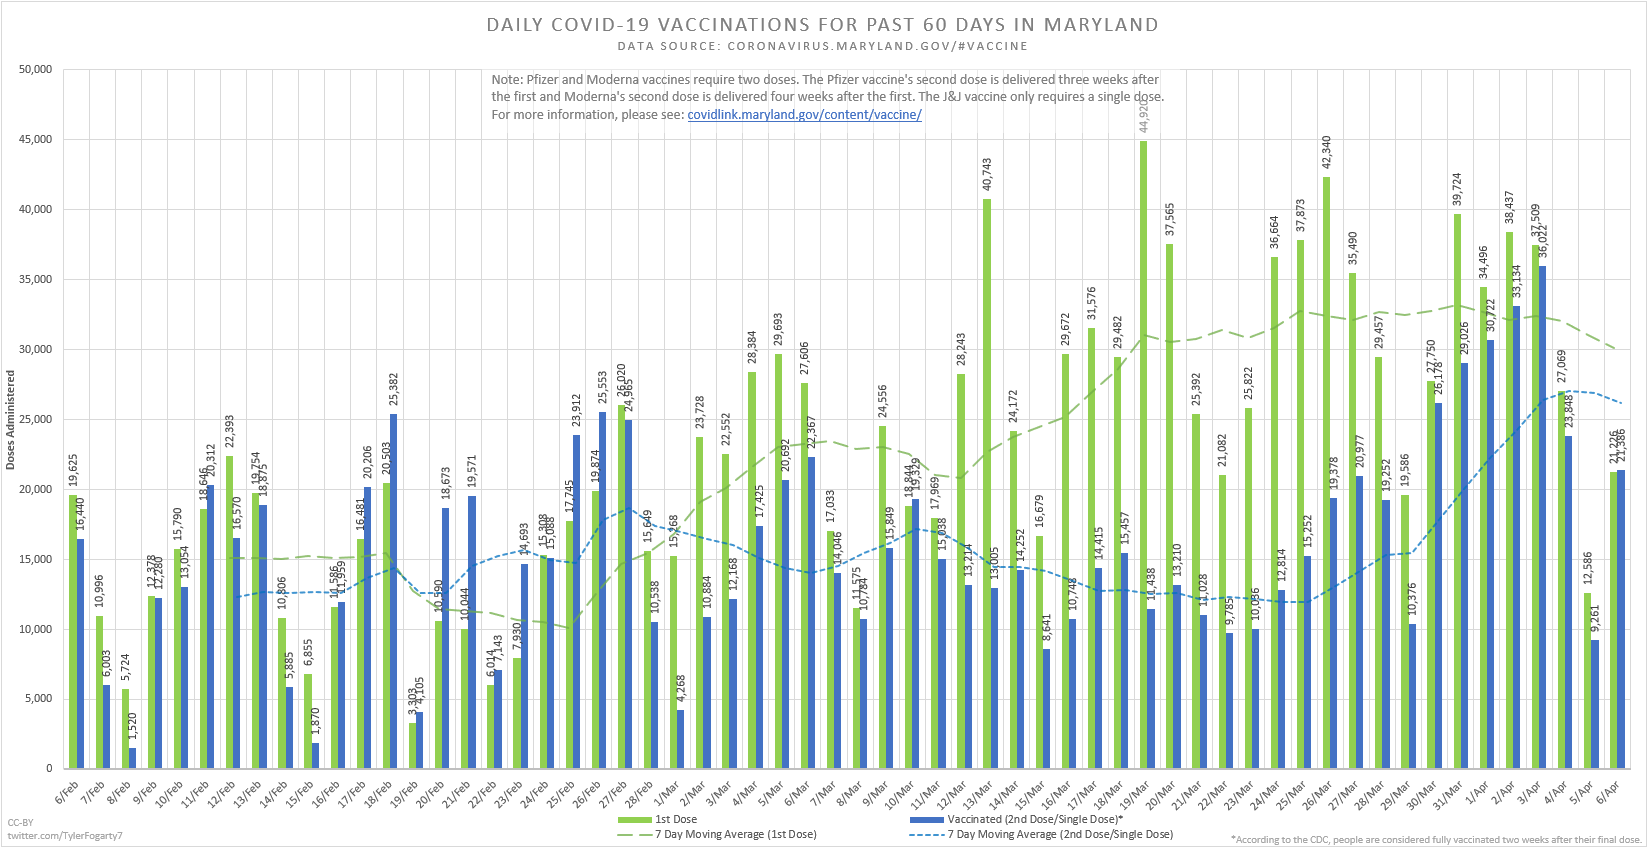 DAILY COVID-19 VACCINATIONS FOR PAST 60 DAYS IN MARYLAND
DATA SOURCE: CORONAVIRUS.MARYLAND.GOV/#VACCINE
Note: Pfizer and Moderna vaccines require two doses. The Pfizer vaccine's second dose is delivered three weeks after
the first and Moderna's second dose is delivered four weeks after the first. The J&J vaccine only requires a single dose.
For more information, please see: covidlink.maryland.gov/content/vaccine/
Doses Administered
50,000
45,000
40,000
35,000
30,000
25,000
20,000
15,000
10,000
5,000
0
19,625
16,440
10,996
6,003
5,724
1,520
12,378
12,280
15,790
13,054
18,646
20,312
22,393
16,570
19,754
18,875
10,806
5,885
6,855
1,870
11,586
11,959
16,481
20,206
20,503
25,382
3,303
4,105
10,590
18,673
10,044
19,571
6,014
7,143
7,930
14,693
15,308
15,088
17,745
23,912
19,874
25,553
26,020
24,965
15,649
10,538
15,268
4,268
23,728
10,884
22,552
12,168
28,384
17,425
29,693
20,692
27,606
22,367
17,033
14,046
11,575
10,784
24,556
15,849
18,844
19,329
17,969
15,038
28,243
13,214
40,743
13,005
24,172
14,252
16,679
8,641
29,672
10,748
31,576
14,415
29,482
15,457
44,920
11,438
37,565
13,210
25,392
11,028
21,082
9,785
25,822
10,036
36,664
12,814
37,873
15,252
42,340
19,378
35,490
20,977
29,457
19,252
19,586
10,376
27,750
26,178
39,724
29,026
34,496
30,722
38,437
33,134
37,509
36,022
27,069
23,848
12,586
9,261
21,226
21,386
6/Feb
7/Feb
8/Feb
9/Feb
10/Feb
11/Feb
12/Feb
13/Feb
14/Feb
15/Feb
16/Feb
17/Feb
18/Feb
19/Feb
20/Feb
21/Feb
22/Feb
23/Feb
24/Feb
25/Feb
26/Feb
27/Feb
28/Feb
1/Mar
2/Mar
3/Mar
4/Mar
5/Mar
6/Mar
7/Mar
8/Mar
9/Mar
10/Mar
11/Mar
12/Mar
13/Mar
14/Mar
15/Mar
16/Mar
17/Mar
18/Mar
19/Mar
20/Mar
21/Mar
22/Mar
23/Mar
24/Mar
25/Mar
26/Mar
27/Mar
28/Mar
29/Mar
30/Mar
31/Mar
1/Apr
2/Apr
3/Apr
4/Apr
5/Apr
6/Apr
1st Dose
Vaccinated (2nd Dose/Single Dose)*
7 Day Moving Average (1st Dose)
7 Day Moving Average (2nd Dose/Single Dose)
CC-BY
twitter.com/TylerFogarty7
*According to the CDC, people are considered fully vaccinated two weeks after their final dose.